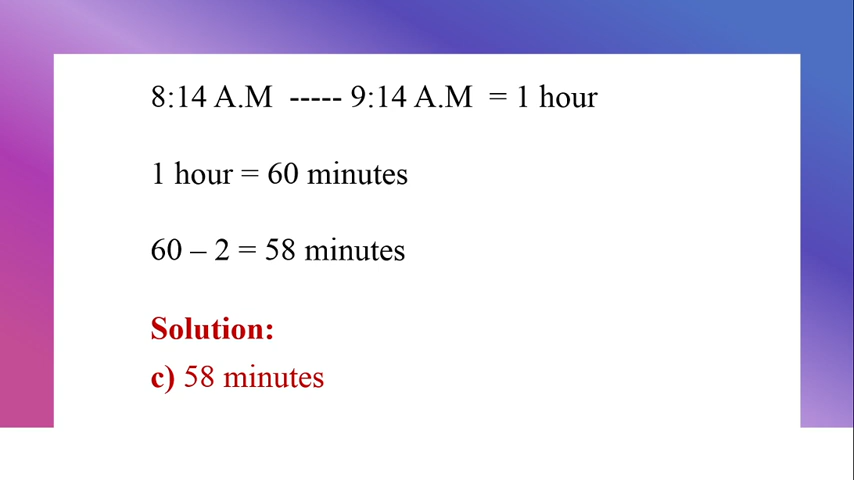 8:14 A.M ----- 9:14 A.M = 1 hour
1 hour = 60 minutes
60 – 2 = 58 minutes
Solution:
c) 58 minutes